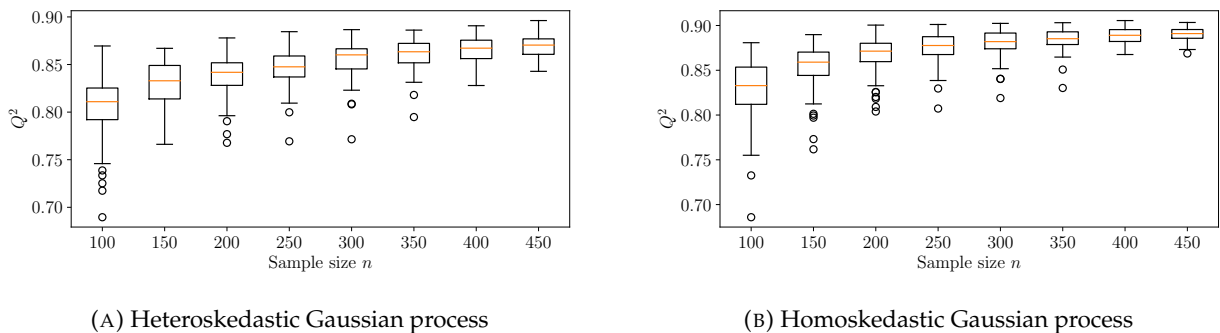 0.90
0.85
0.80
0.75
0.70
Q²
100 150 200 250 300 350 400 450
Sample size n
(A) Heteroskedastic Gaussian process
0.90
0.85
0.80
0.75
0.70
Q²
100 150 200 250 300 350 400 450
Sample size n
(B) Homoskedastic Gaussian process